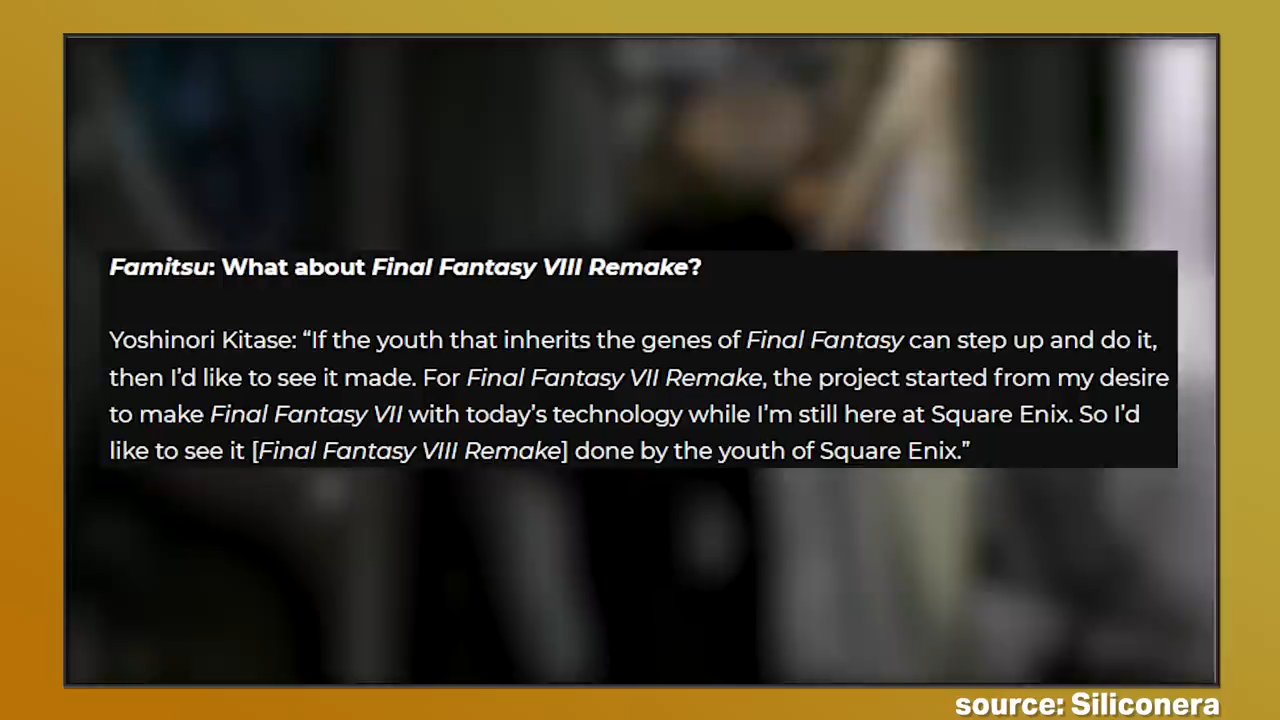 Famitsu: What about Final Fantasy VIII Remake?
Yoshinori Kitase: “If the youth that inherits the genes of Final Fantasy can step up and do it,
then I’d like to see it made. For Final Fantasy VII Remake, the project started from my desire
to make Final Fantasy VII with today’s technology while I’m still here at Square Enix. So I’d
like to see it [Final Fantasy VIII Remake] done by the youth of Square Enix.”
source: Siliconera